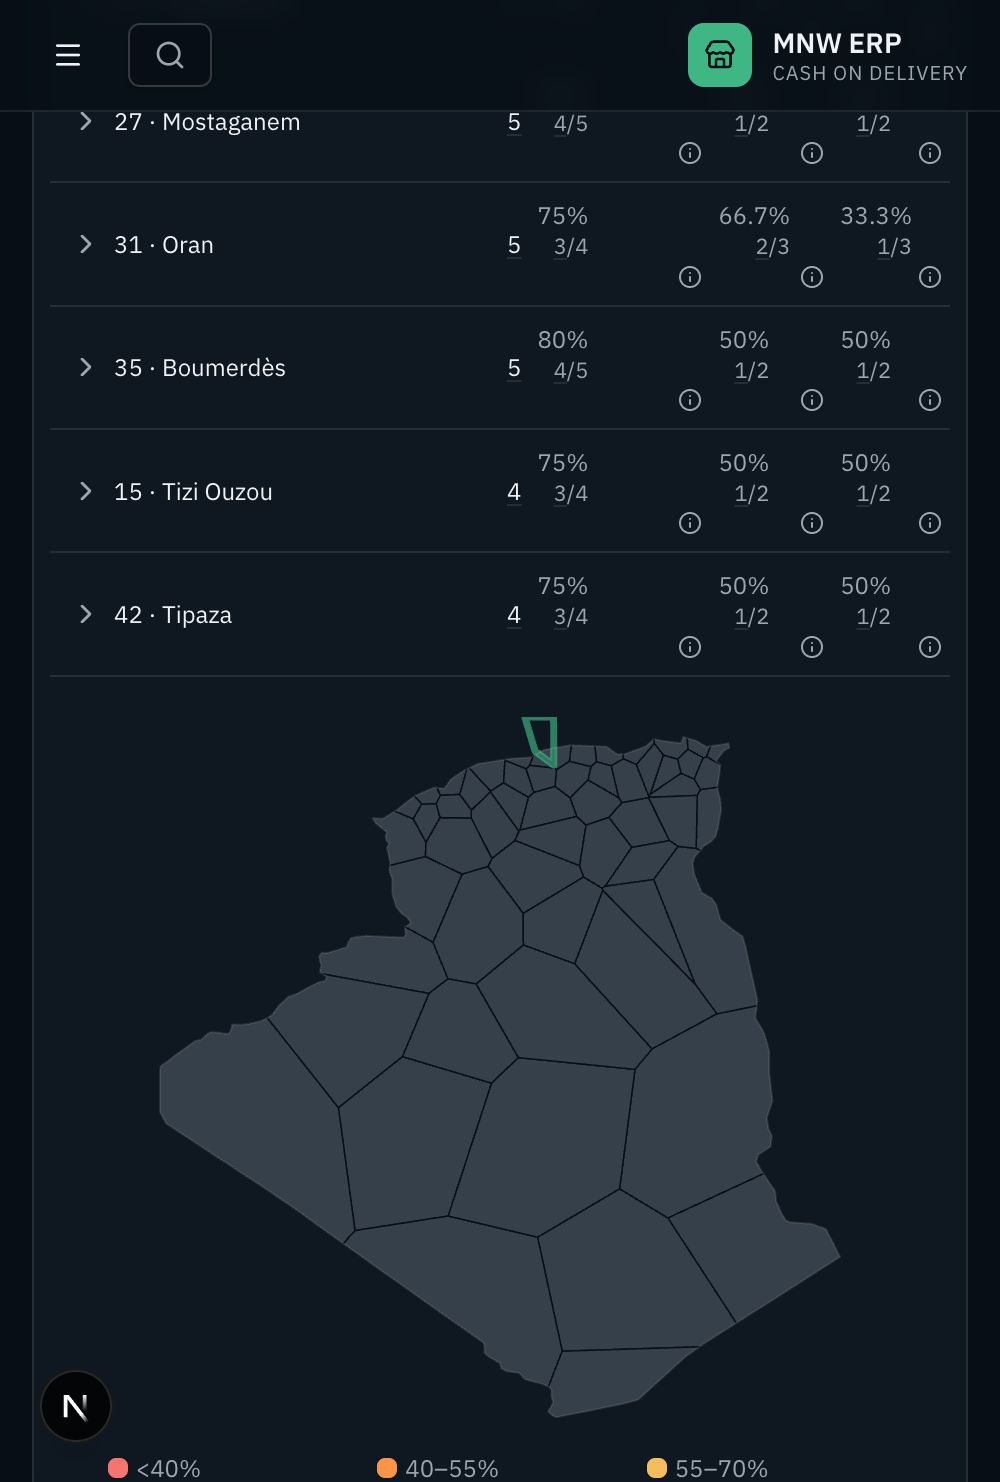 MNW ERP
CASH ON DELIVERY
27 · Mostaganem 5 4/5 1/2 1/2
75% 66.7% 33.3%
31 · Oran 5 3/4 2/3 1/3
80% 50% 50%
35 · Boumerdès 5 4/5 1/2 1/2
75% 50% 50%
15 · Tizi Ouzou 4 3/4 1/2 1/2
75% 50% 50%
42 · Tipaza 4 3/4 1/2 1/2
N
<40% 40–55% 55–70%